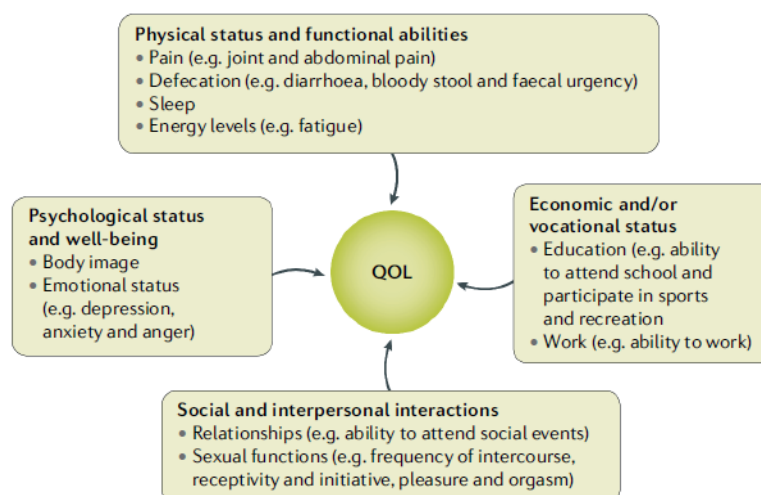 Physical status and functional abilities
• Pain (e.g. joint and abdominal pain)
• Defecation (e.g. diarrhoea, bloody stool and faecal urgency)
• Sleep
• Energy levels (e.g. fatigue)
Psychological status
and well-being
• Body image
• Emotional status
(e.g. depression,
anxiety and anger)
QOL
Economic and/or
vocational status
• Education (e.g. ability
to attend school and
participate in sports
and recreation
• Work (e.g. ability to work)
Social and interpersonal interactions
• Relationships (e.g. ability to attend social events)
• Sexual functions (e.g. frequency of intercourse,
receptivity and initiative, pleasure and orgasm)